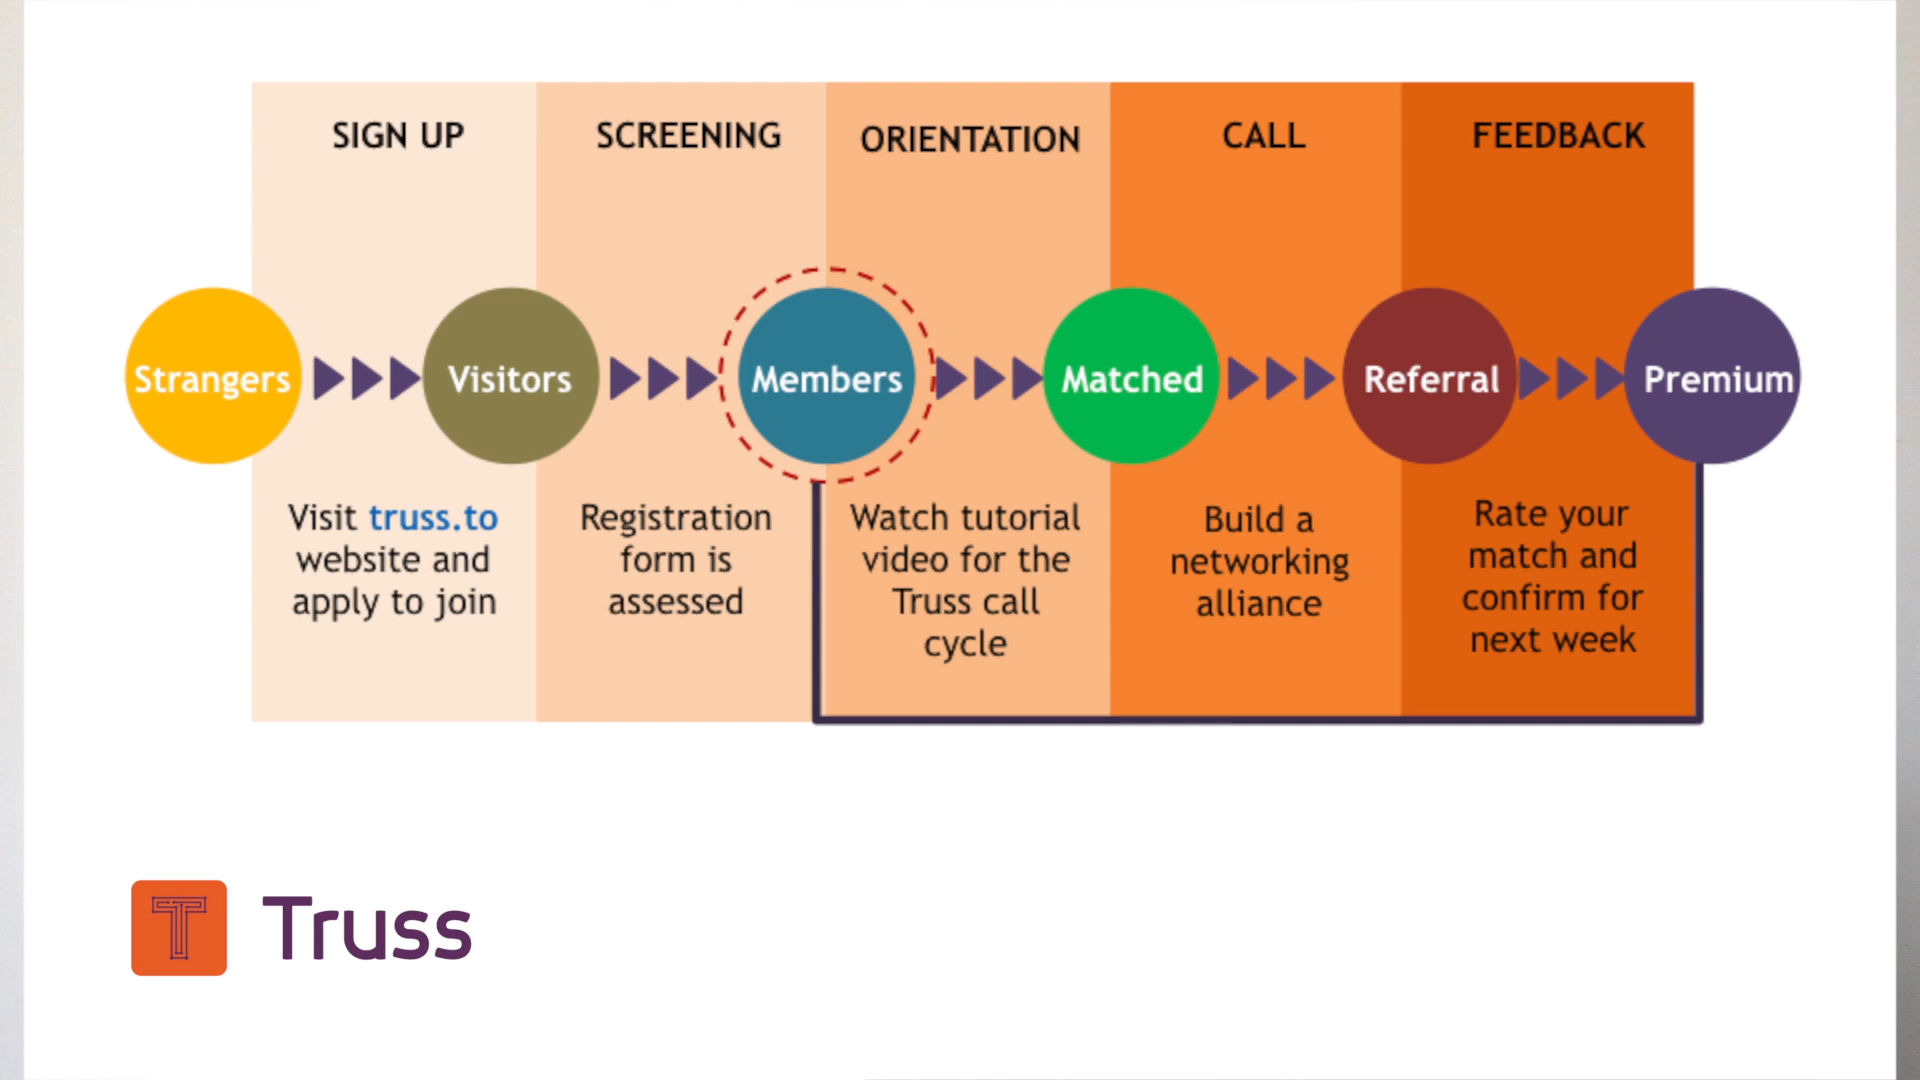 SIGN UP
SCREENING
ORIENTATION
CALL
FEEDBACK
Strangers
Visitors
Members
Matched
Referral
Premium
Visit truss.to
website and
apply to join
Registration
form is
assessed
Watch tutorial
video for the
Truss call
cycle
Build a
networking
alliance
Rate your
match and
confirm for
next week
T
Truss